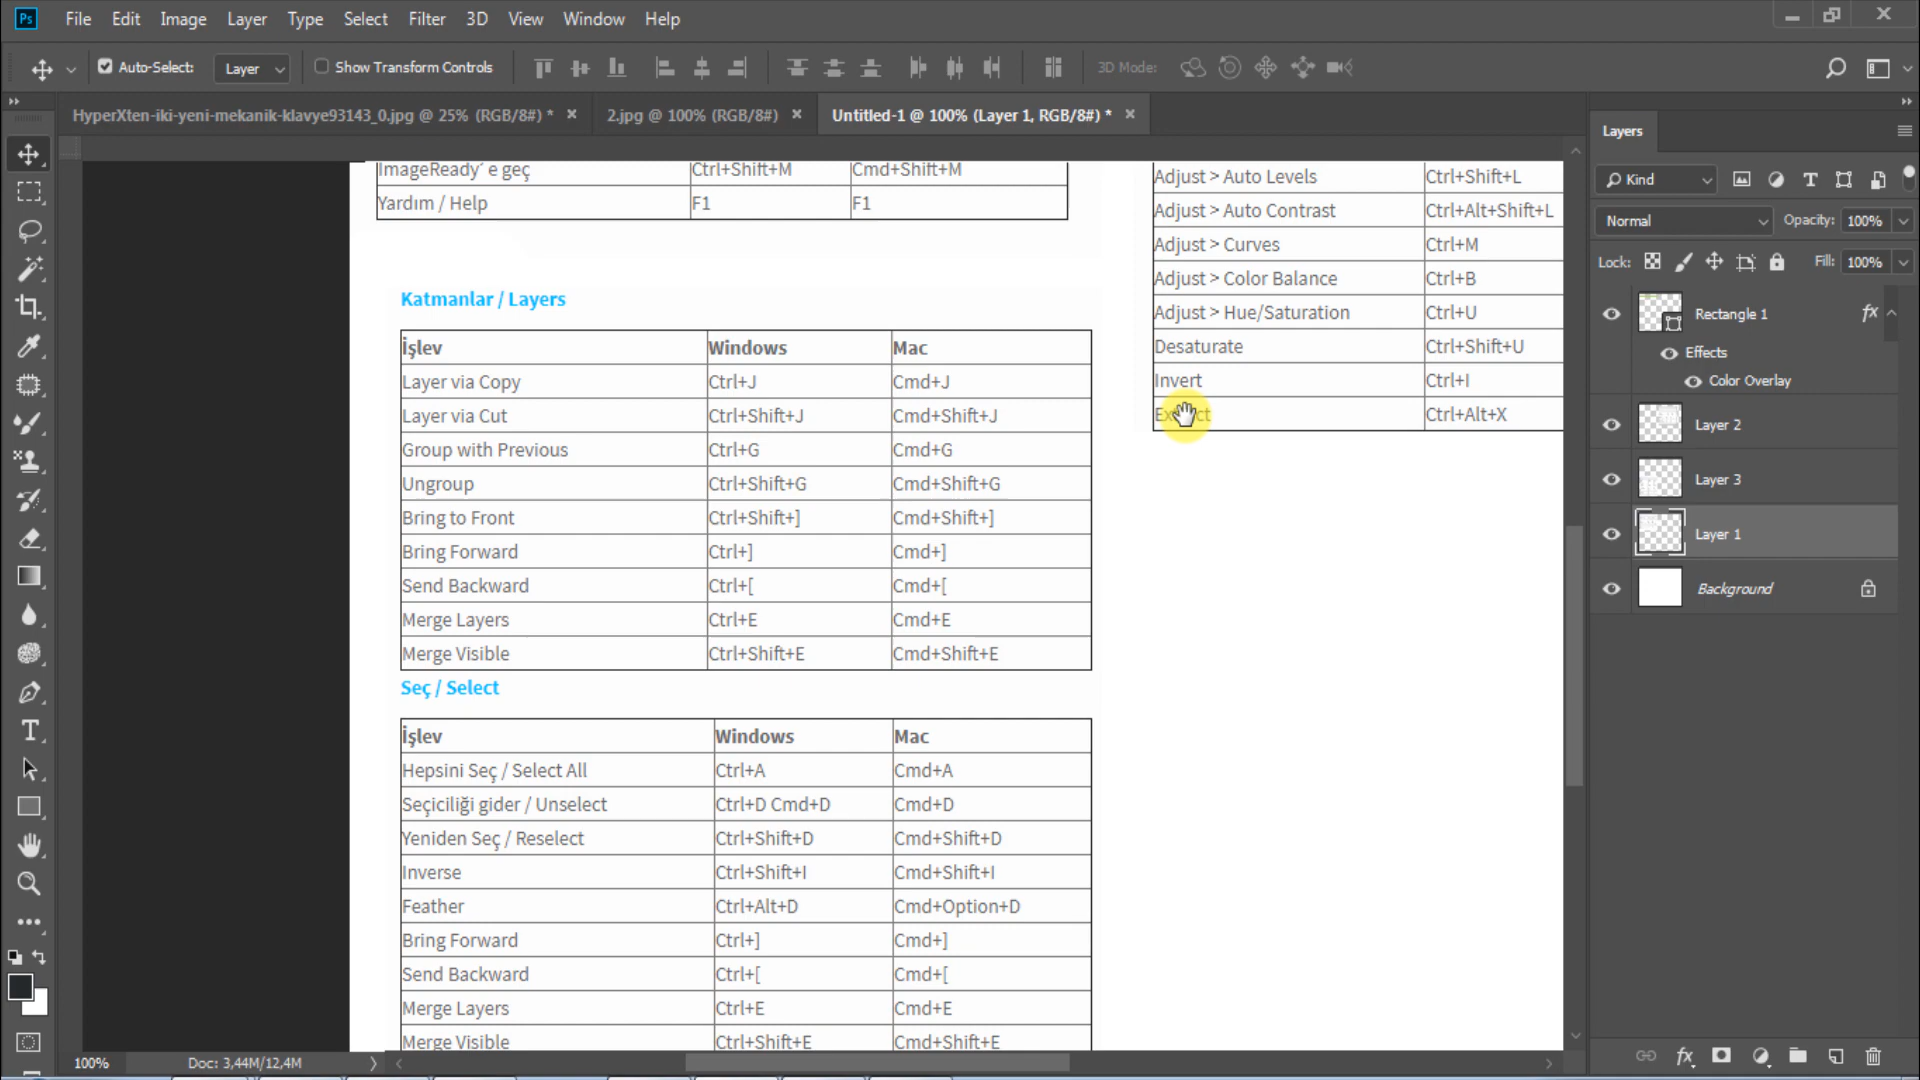 Ps File Edit Image Layer Type Select Filter 3D View Window Help
Auto-Select: Layer Show Transform Controls 3D Mode:
HyperXten-iki-yeni-mekanik-klavye93143_0.jpg @ 25% (RGB/8#) * 2.jpg @ 100% (RGB/8#) Untitled-1 @ 100% (Layer 1, RGB/8#) *
ImageReady´ e geç Ctrl+Shift+M Cmd+Shift+M
Yardım / Help F1 F1
Katmanlar / Layers
İşlev Windows Mac
Layer via Copy Ctrl+J Cmd+J
Layer via Cut Ctrl+Shift+J Cmd+Shift+J
Group with Previous Ctrl+G Cmd+G
Ungroup Ctrl+Shift+G Cmd+Shift+G
Bring to Front Ctrl+Shift+] Cmd+Shift+]
Bring Forward Ctrl+] Cmd+]
Send Backward Ctrl+[ Cmd+[
Merge Layers Ctrl+E Cmd+E
Merge Visible Ctrl+Shift+E Cmd+Shift+E
Seç / Select
İşlev Windows Mac
Hepsini Seç / Select All Ctrl+A Cmd+A
Seçiciliği gider / Unselect Ctrl+D Cmd+D Cmd+D
Yeniden Seç / Reselect Ctrl+Shift+D Cmd+Shift+D
Inverse Ctrl+Shift+I Cmd+Shift+I
Feather Ctrl+Alt+D Cmd+Option+D
Bring Forward Ctrl+] Cmd+]
Send Backward Ctrl+[ Cmd+[
Merge Layers Ctrl+E Cmd+E
Merge Visible Ctrl+Shift+E Cmd+Shift+E
Adjust > Auto Levels Ctrl+Shift+L
Adjust > Auto Contrast Ctrl+Alt+Shift+L
Adjust > Curves Ctrl+M
Adjust > Color Balance Ctrl+B
Adjust > Hue/Saturation Ctrl+U
Desaturate Ctrl+Shift+U
Invert Ctrl+I
Ctrl+Alt+X
Layers
Kind
Normal Opacity: 100%
Lock: Fill: 100%
Rectangle 1 fx
Effects
Color Overlay
Layer 2
Layer 3
Layer 1
Background
fx
100% Doc: 3,44M/12,4M